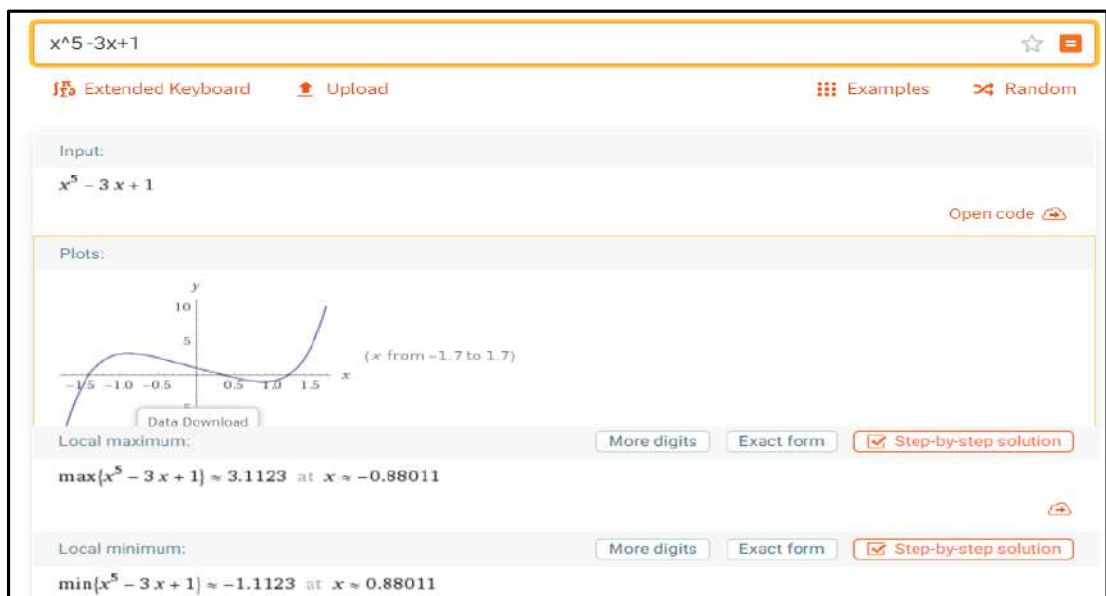 x^5-3x+1
Extended Keyboard Upload Examples Random
Input:
x⁵ − 3 x + 1
Open code
Plots:
y
10
5
(x from −1.7 to 1.7)
x
−1.5 −1.0 −0.5 0.5 1.0 1.5
5
Data Download
Local maximum: More digits Exact form Step-by-step solution
max{x⁵ − 3 x + 1} ≈ 3.1123 at x ≈ −0.88011
Local minimum: More digits Exact form Step-by-step solution
min{x⁵ − 3 x + 1} ≈ −1.1123 at x ≈ 0.88011